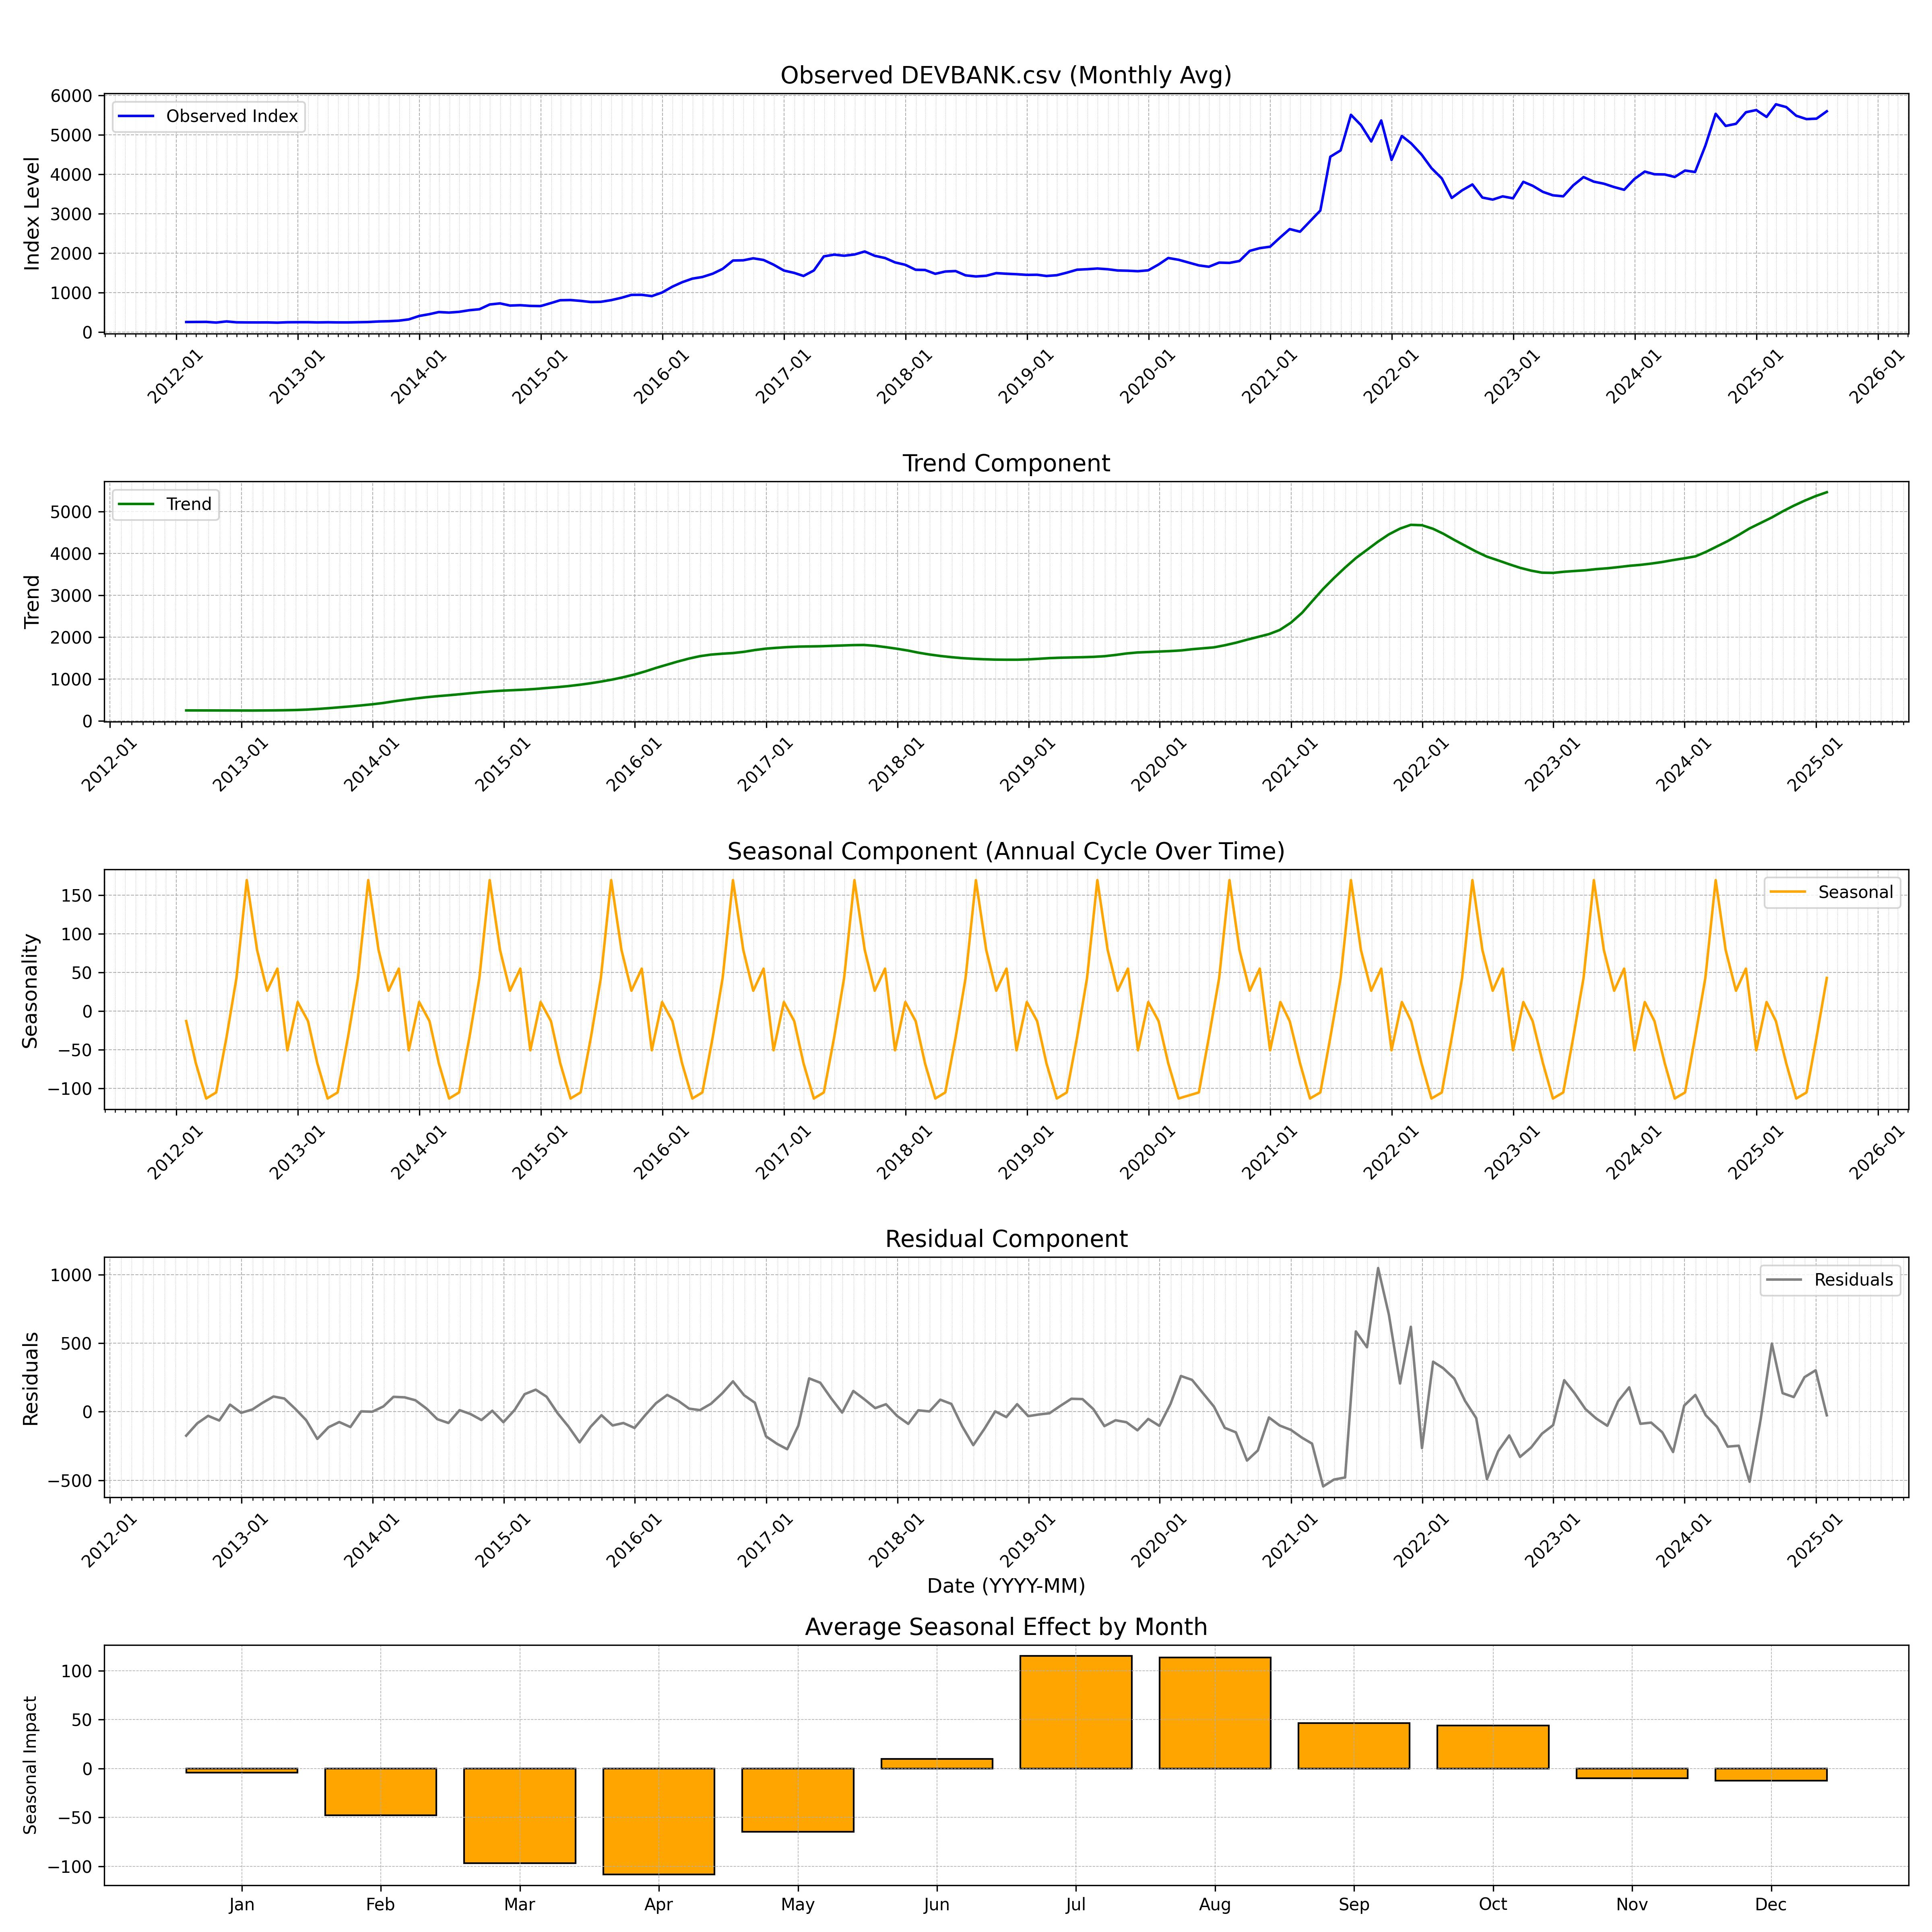 Observed DEVBANK.csv (Monthly Avg)
Observed Index
Index Level
6000
5000
4000
3000
2000
1000
0
2012-01 2013-01 2014-01 2015-01 2016-01 2017-01 2018-01 2019-01 2020-01 2021-01 2022-01 2023-01 2024-01 2025-01 2026-01
Trend Component
Trend
Trend
5000
4000
3000
2000
1000
0
2012-01 2013-01 2014-01 2015-01 2016-01 2017-01 2018-01 2019-01 2020-01 2021-01 2022-01 2023-01 2024-01 2025-01
Seasonal Component (Annual Cycle Over Time)
Seasonal
Seasonality
150
100
50
0
−50
−100
2012-01 2013-01 2014-01 2015-01 2016-01 2017-01 2018-01 2019-01 2020-01 2021-01 2022-01 2023-01 2024-01 2025-01 2026-01
Residual Component
Residuals
Residuals
1000
500
0
−500
2012-01 2013-01 2014-01 2015-01 2016-01 2017-01 2018-01 2019-01 2020-01 2021-01 2022-01 2023-01 2024-01 2025-01
Date (YYYY-MM)
Average Seasonal Effect by Month
Seasonal Impact
100
50
0
−50
−100
Jan Feb Mar Apr May Jun Jul Aug Sep Oct Nov Dec